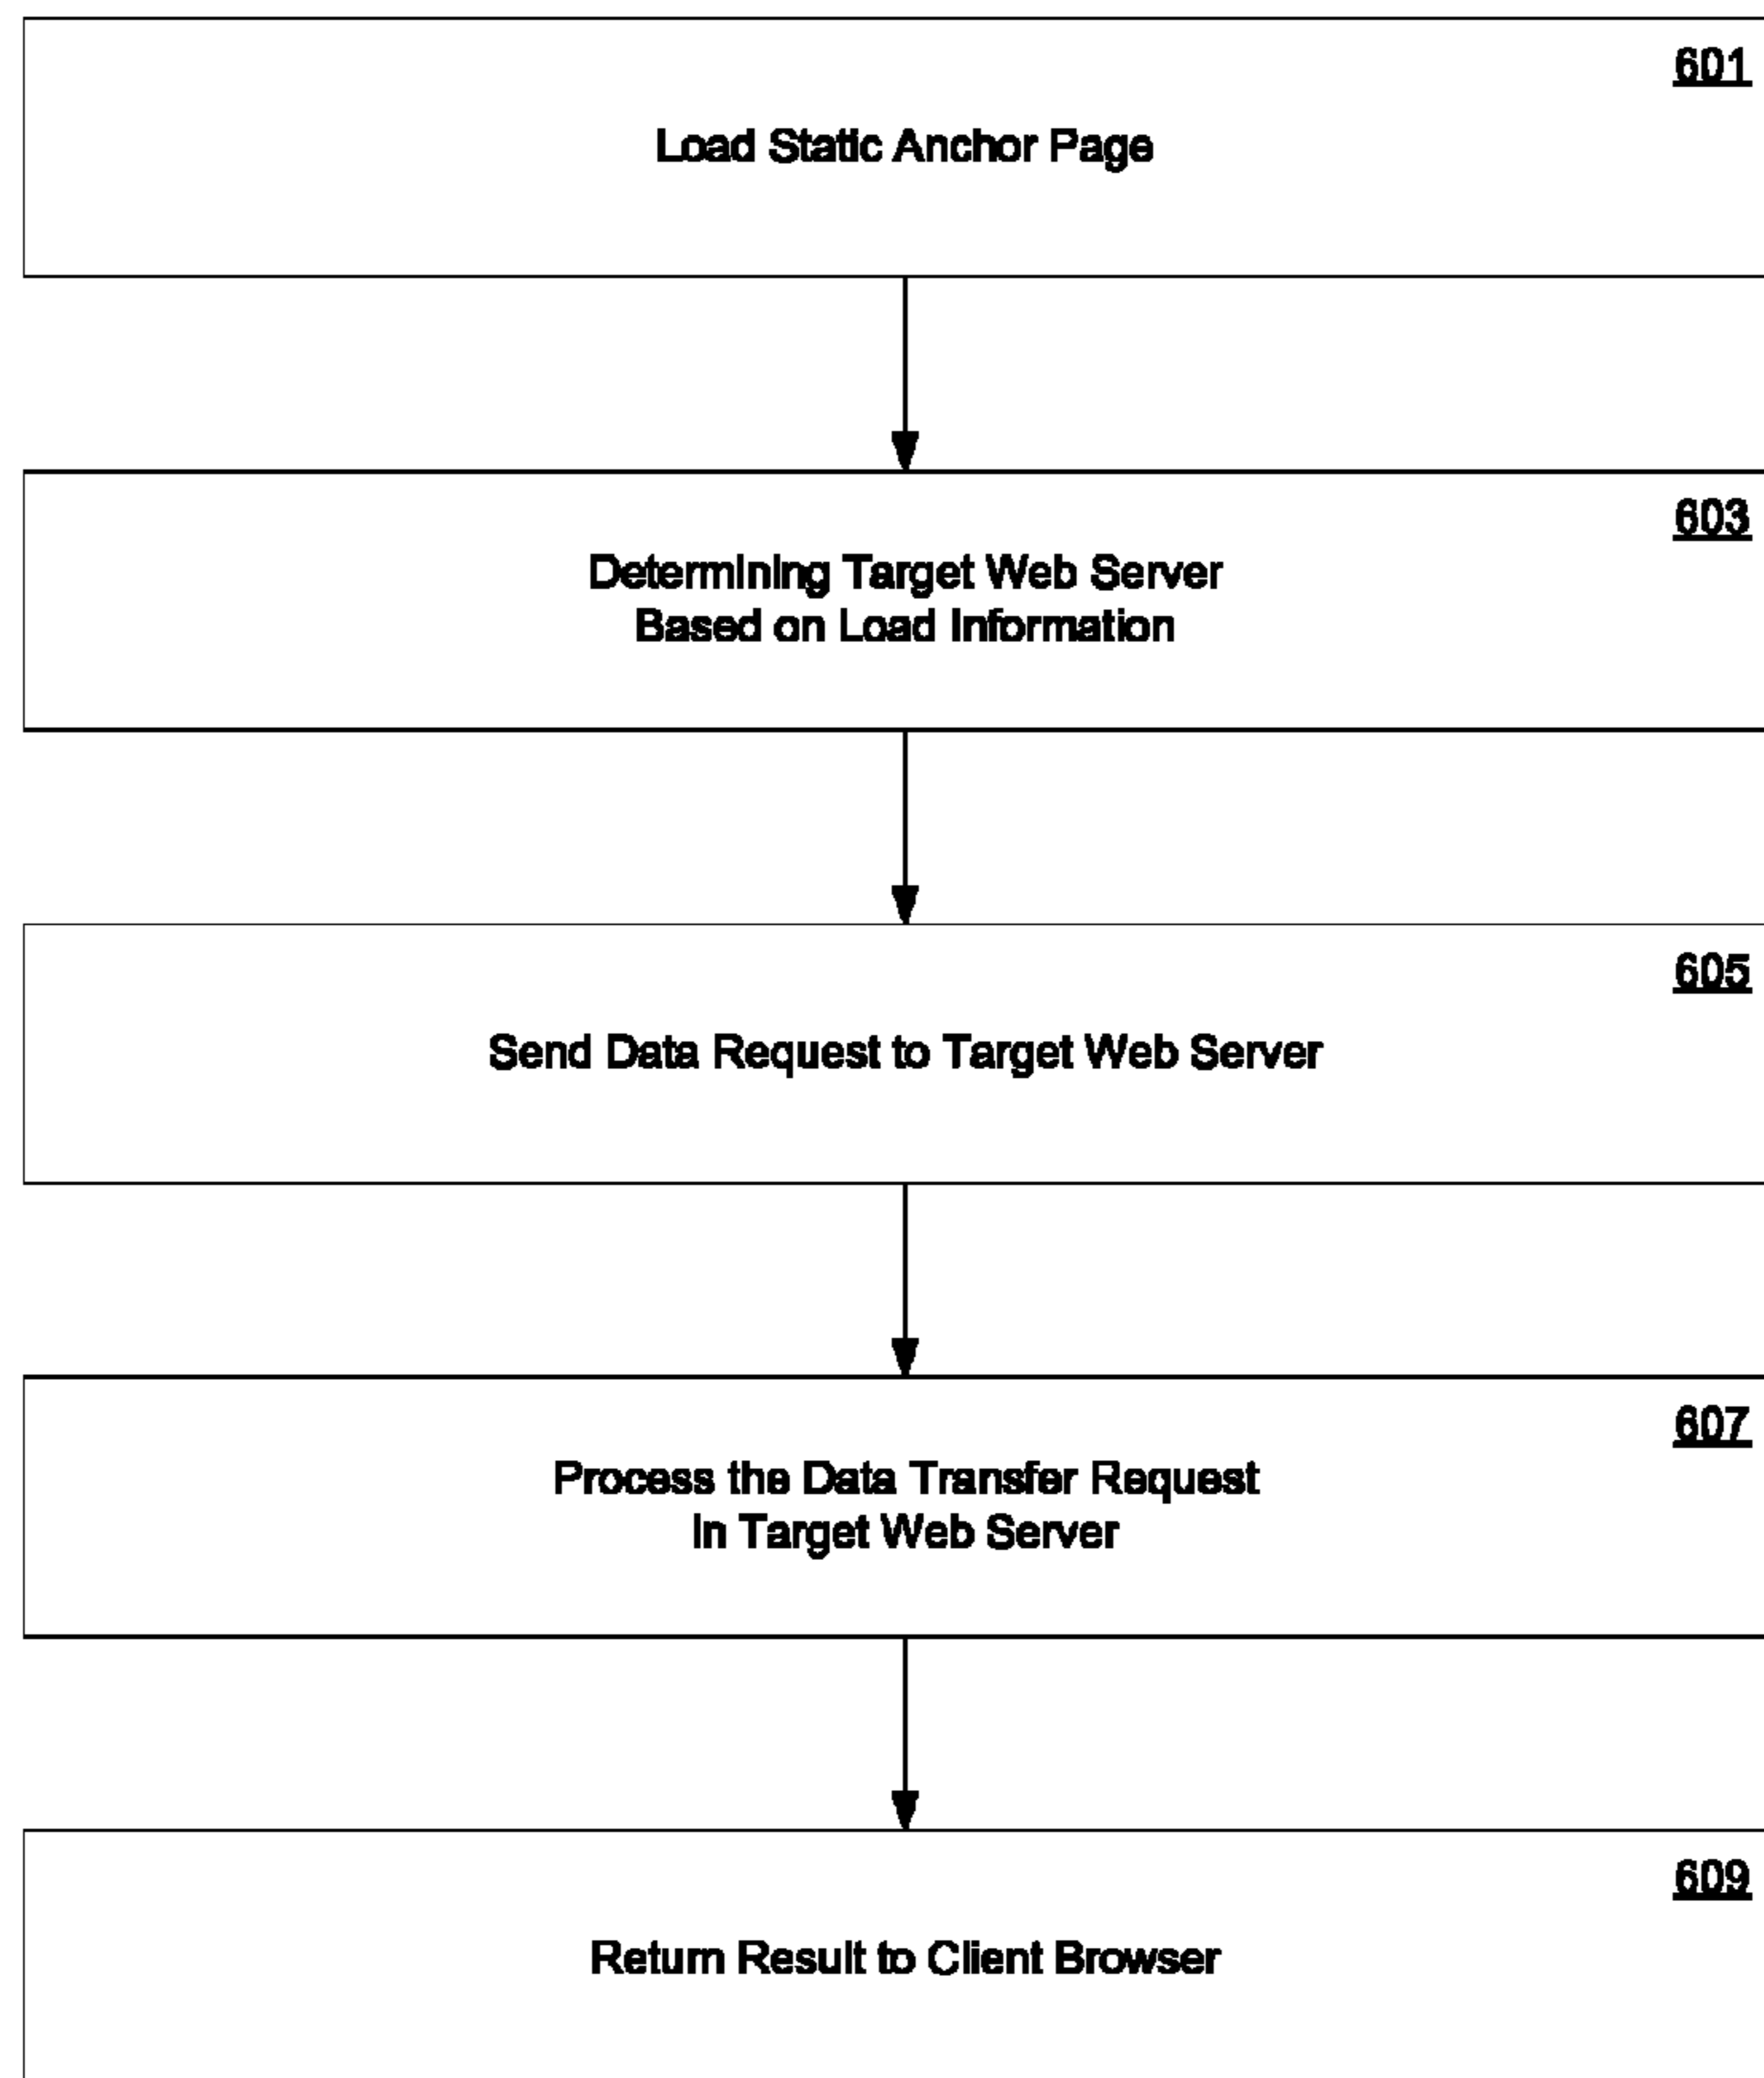 601
Load Static Anchor Page
603
Determining Target Web Server
Based on Load Information
605
Send Data Request to Target Web Server
607
Process the Data Transfer Request
In Target Web Server
609
Return Result to Client Browser